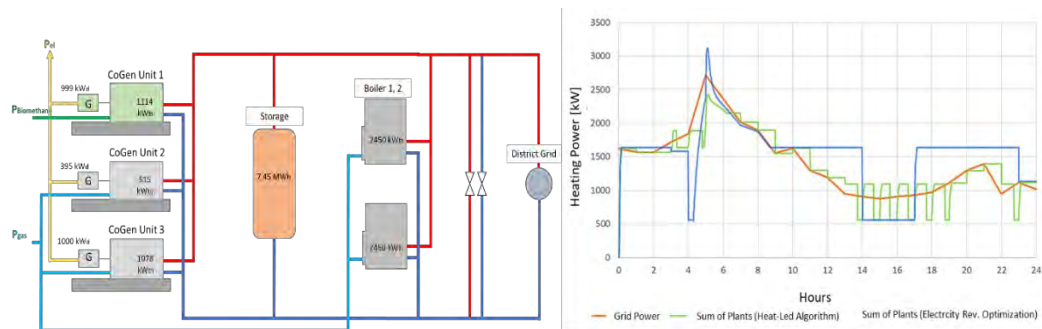 Pel
CoGen Unit 1
999 kWel
G
1114
kWth
PBiomethan
CoGen Unit 2
395 kWel
G
515
kWth
Pgas
CoGen Unit 3
1000 kWel
G
1078
kWth
Storage
7,45 MWh
Boiler 1, 2
2450 kWth
2450 kWth
District Grid
Heating Power [kW]
3500
3000
2500
2000
1500
1000
500
0
0
2
4
6
8
10
12
14
16
18
20
22
24
Hours
Grid Power
Sum of Plants (Heat-Led Algorithm)
Sum of Plants (Electrcity Rev. Optimization)